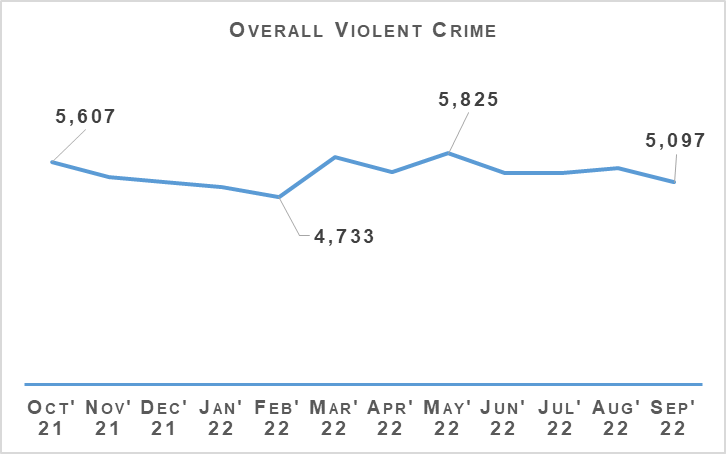 OVERALL VIOLENT CRIME
5,607
5,825
5,097
4,733
OCT' NOV' DEC' JAN' FEB' MAR' APR' MAY' JUN' JUL' AUG' SEP'
21 21 21 22 22 22 22 22 22 22 22 22